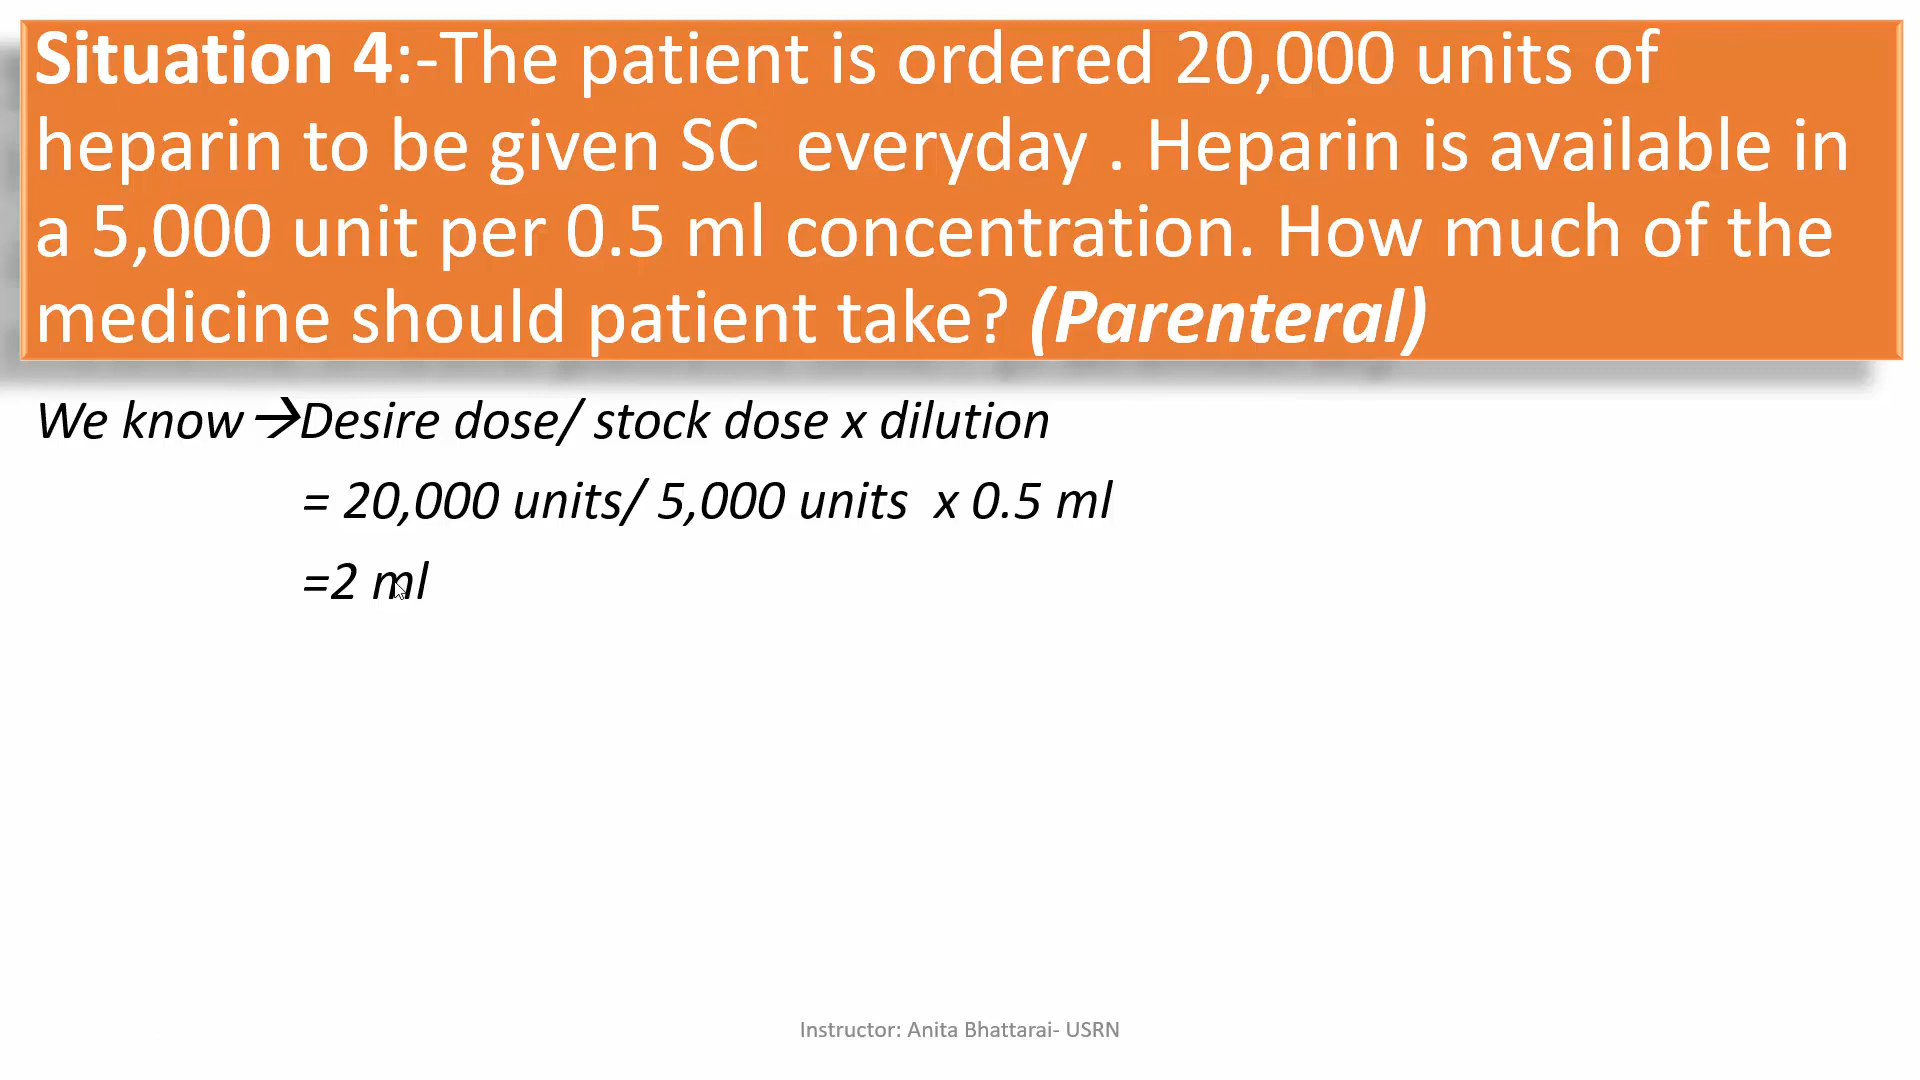 Situation 4:-The patient is ordered 20,000 units of
heparin to be given SC  everyday . Heparin is available in
a 5,000 unit per 0.5 ml concentration. How much of the
medicine should patient take? (Parenteral)
We know→Desire dose/ stock dose x dilution
= 20,000 units/ 5,000 units  x 0.5 ml
=2 ml
Instructor: Anita Bhattarai- USRN